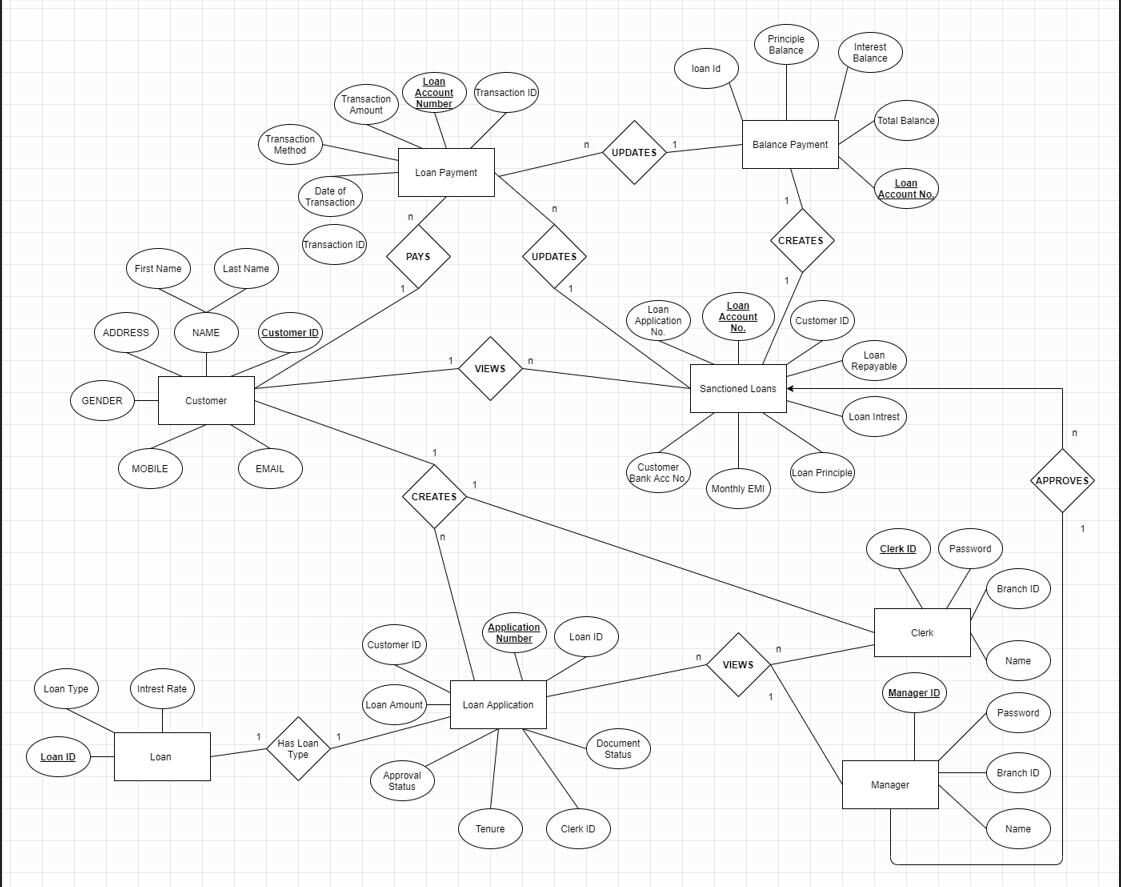 Principle
Balance
Interest
Balance
loan Id
Loan
Account
Number
Transaction ID
Transaction
Amount
Total Balance
Transaction
Method
n
UPDATES
1
Balance Payment
Loan Payment
Loan
Account No.
Date of
Transaction
n
n
1
Transaction ID
PAYS
UPDATES
CREATES
First Name
Last Name
1
1
1
Loan
Application
No.
Loan
Account
No.
Customer ID
ADDRESS
NAME
Customer ID
1
VIEWS
n
Loan
Repayable
Sanctioned Loans
GENDER
Customer
Loan Intrest
n
MOBILE
EMAIL
1
Customer
Bank Acc No.
Monthly EMI
Loan Principle
APPROVES
CREATES
1
n
1
Clerk ID
Password
Branch ID
Clerk
Name
Customer ID
Application
Number
Loan ID
n
VIEWS
n
1
Manager ID
Loan Type
Intrest Rate
Loan Amount
Loan Application
Password
1
Has Loan
Type
1
Loan ID
Loan
Document
Status
Approval
Status
Branch ID
Manager
Tenure
Clerk ID
Name